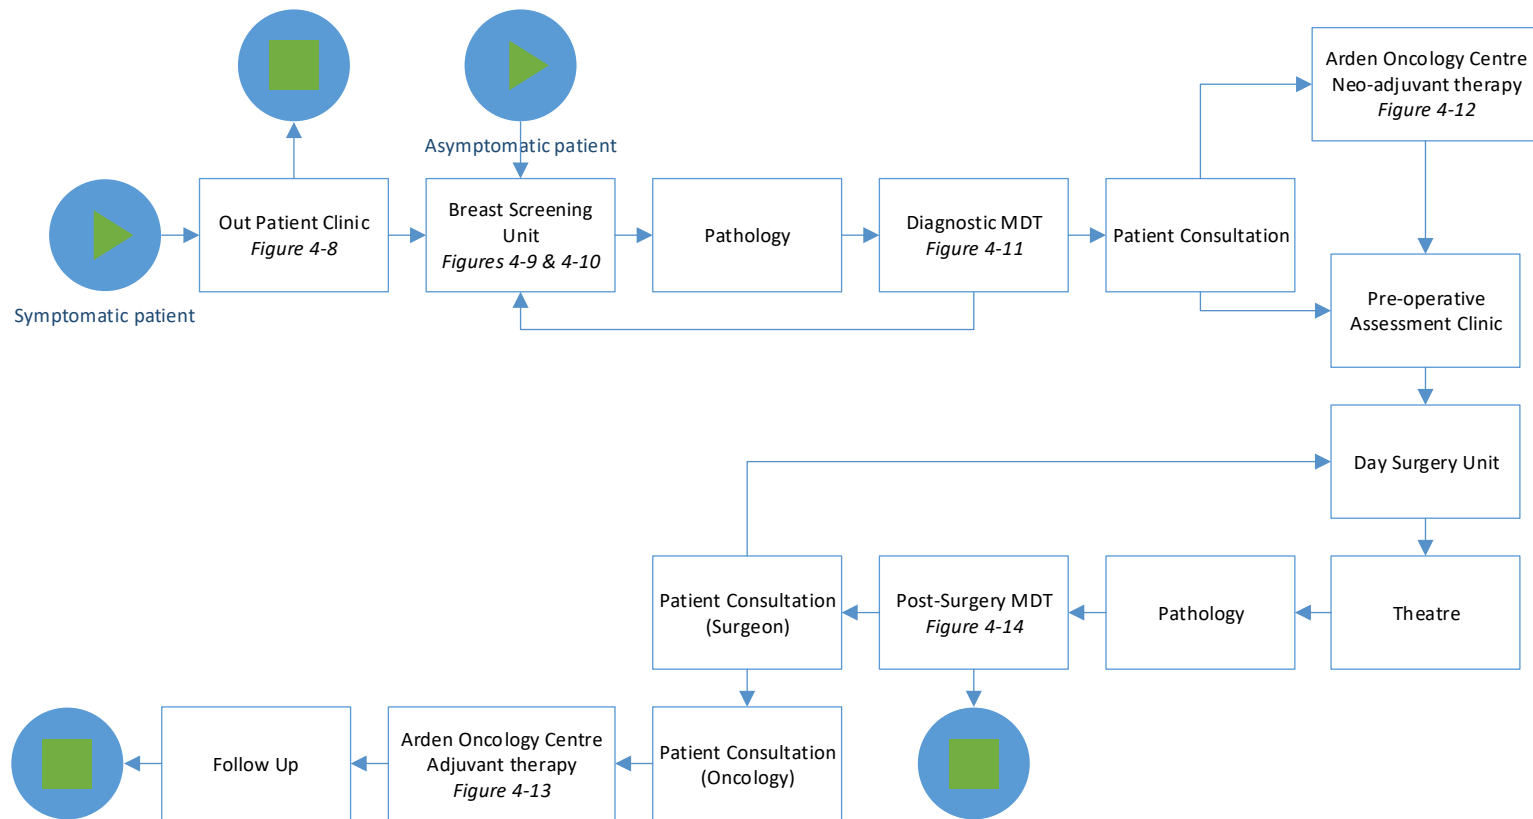 Asymptomatic patient
Symptomatic patient
Out Patient Clinic
Figure 4-8
Breast Screening
Unit
Figures 4-9 & 4-10
Pathology
Diagnostic MDT
Figure 4-11
Patient Consultation
Arden Oncology Centre
Neo-adjuvant therapy
Figure 4-12
Pre-operative
Assessment Clinic
Day Surgery Unit
Theatre
Pathology
Post-Surgery MDT
Figure 4-14
Patient Consultation
(Surgeon)
Patient Consultation
(Oncology)
Arden Oncology Centre
Adjuvant therapy
Figure 4-13
Follow Up